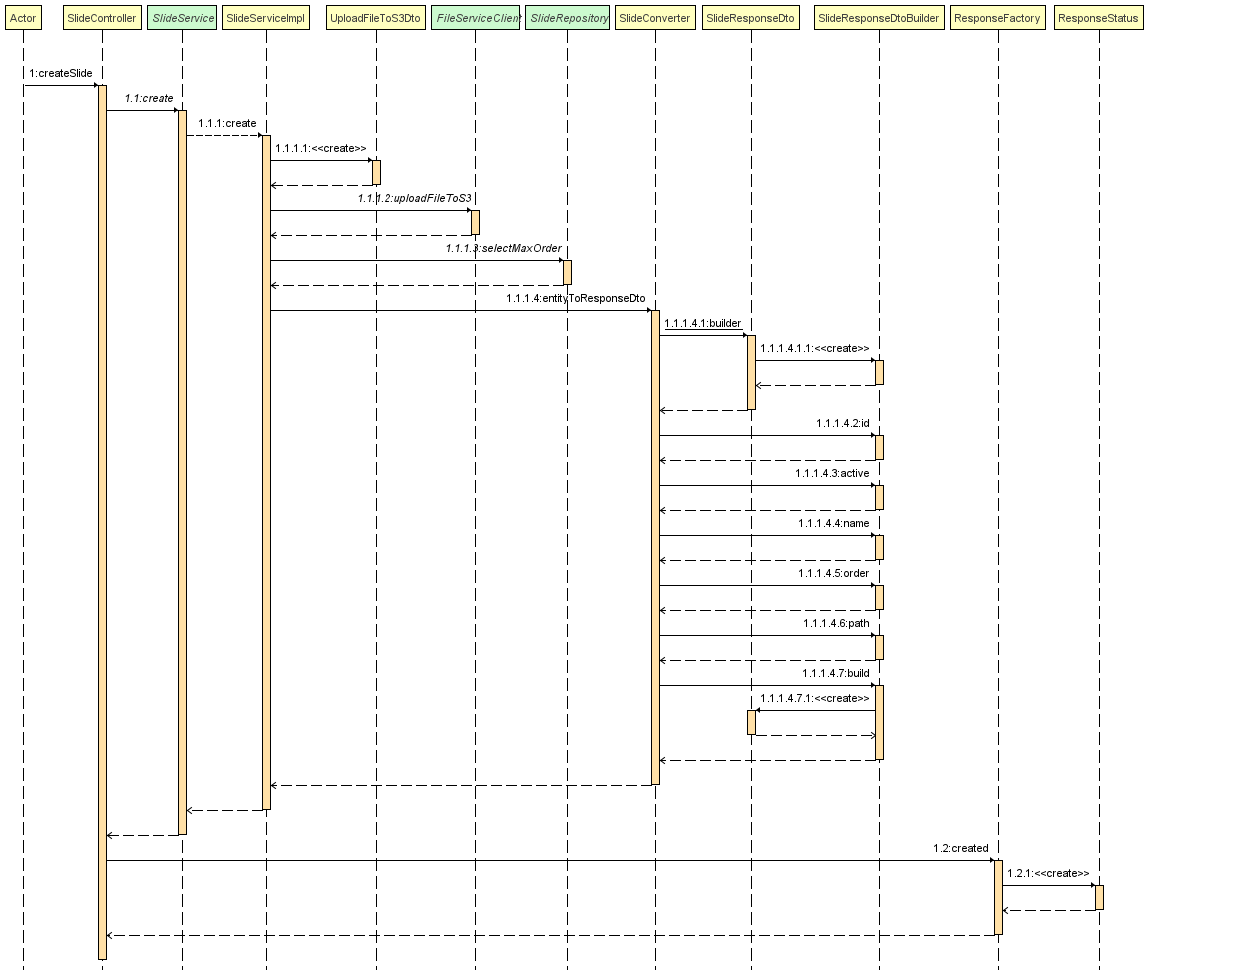 Actor
SlideController
SlideService
SlideServiceImpl
UploadFileToS3Dto
FileServiceClient
SlideRepository
SlideConverter
SlideResponseDto
SlideResponseDtoBuilder
ResponseFactory
ResponseStatus
1:createSlide
1.1:create
1.1.1:create
1.1.1.1:<<create>>
1.1.1.2:uploadFileToS3
1.1.1.3:selectMaxOrder
1.1.1.4:entityToResponseDto
1.1.1.4.1:builder
1.1.1.4.1.1:<<create>>
1.1.1.4.2:id
1.1.1.4.3:active
1.1.1.4.4:name
1.1.1.4.5:order
1.1.1.4.6:path
1.1.1.4.7:build
1.1.1.4.7.1:<<create>>
1.2:created
1.2.1:<<create>>